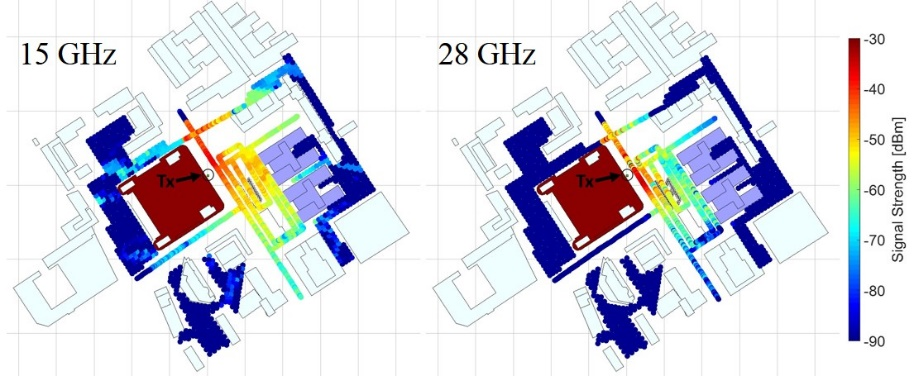 15 GHz
28 GHz
Tx
Tx
-30
-40
-50
-60
-70
-80
-90
Signal Strength [dBm]